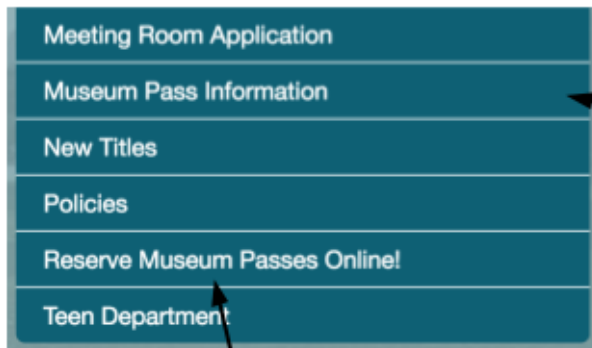 Meeting Room Application
Museum Pass Information
New Titles
Policies
Reserve Museum Passes Online!
Teen Department